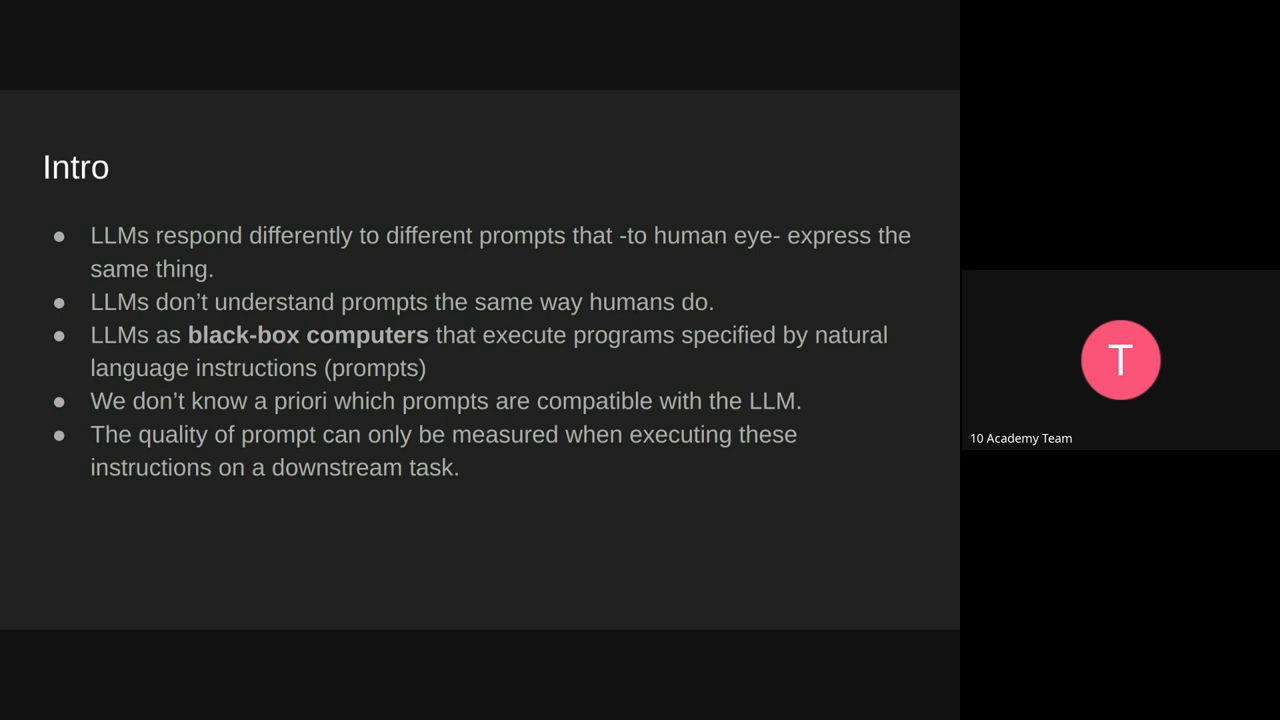 Intro
● LLMs respond differently to different prompts that -to human eye- express the
same thing.
● LLMs don’t understand prompts the same way humans do.
● LLMs as black-box computers that execute programs specified by natural
language instructions (prompts)
● We don’t know a priori which prompts are compatible with the LLM.
● The quality of prompt can only be measured when executing these
instructions on a downstream task.
T
10 Academy Team